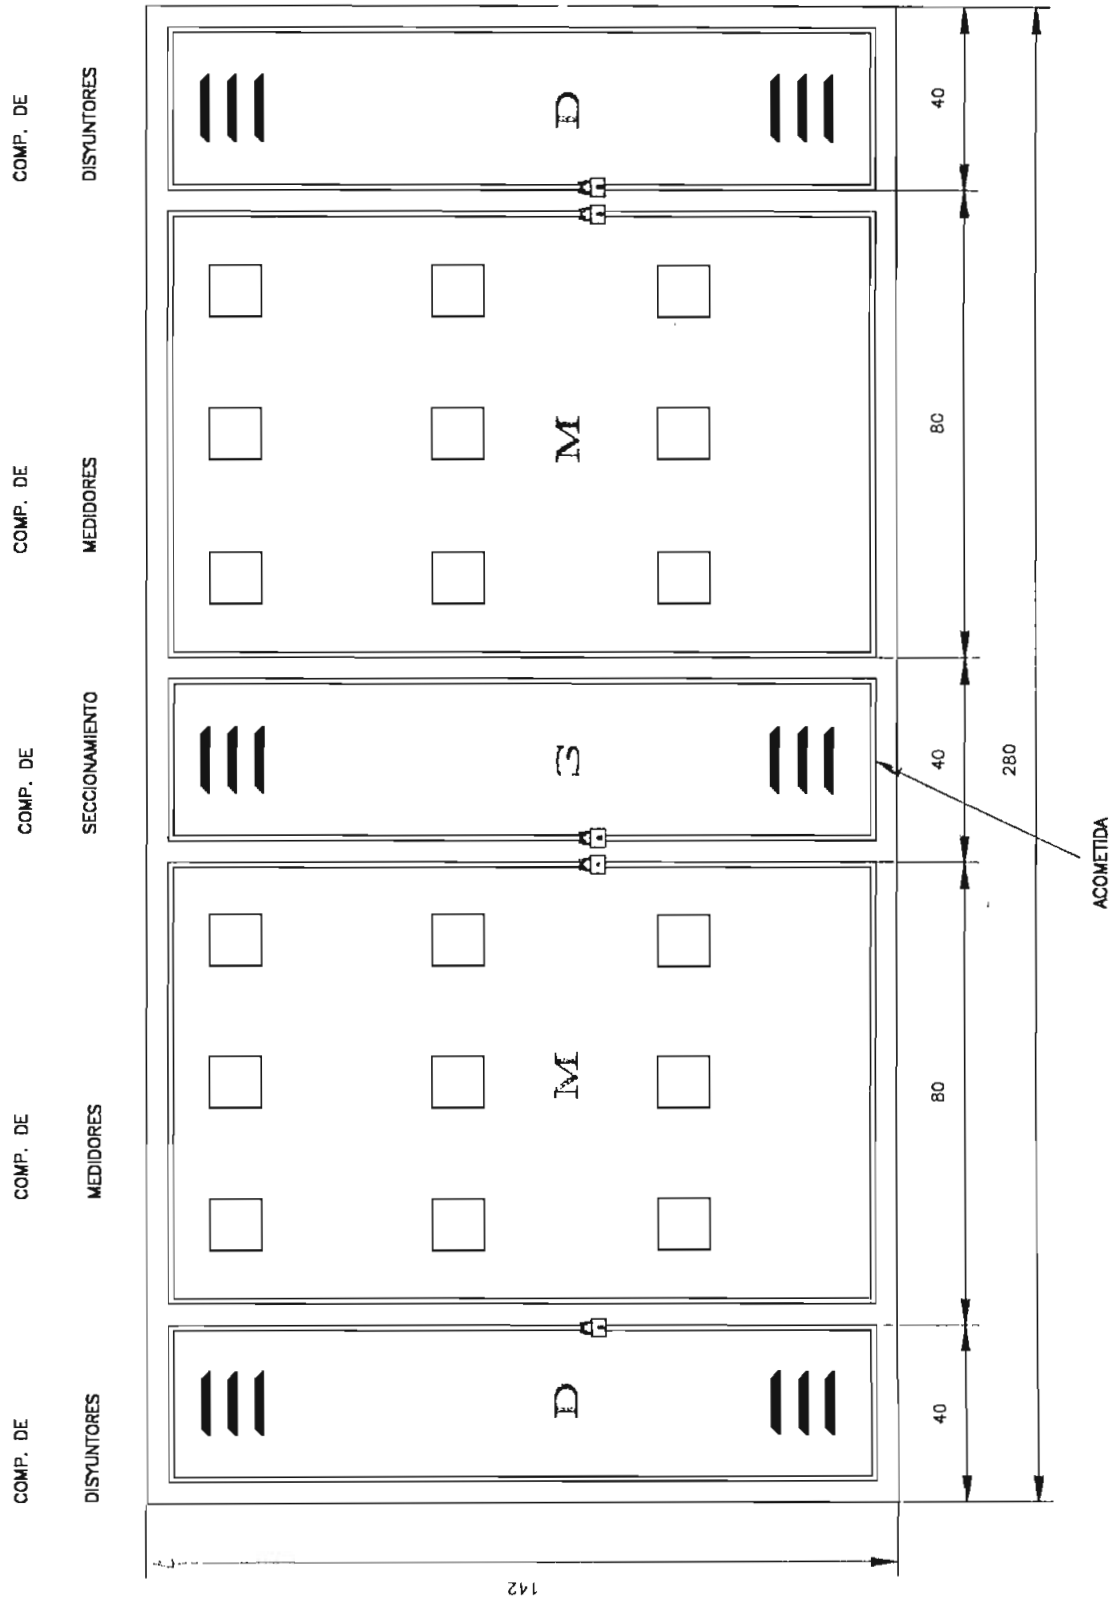 COMP. DE
DISYUNTORES
COMP. DE
MEDIDORES
COMP. DE
SECCIONAMIENTO
COMP. DE
MEDIDORES
COMP. DE
DISYUNTORES
D
M
S
M
D
40
80
40
80
40
280
142
ACOMETIDA